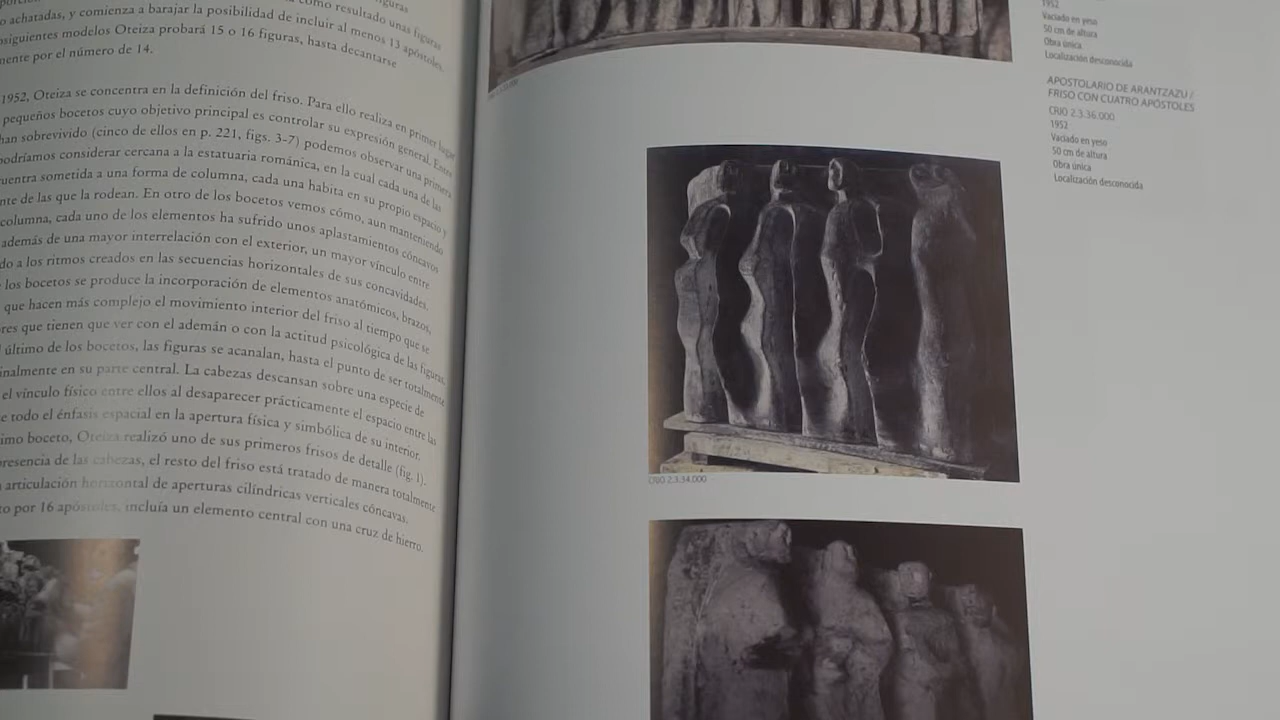 como resultado unas figuras
o achatadas, y comienza a barajar la posibilidad de incluir al menos 13 apóstoles.
siguientes modelos Oteiza probará 15 o 16 figuras, hasta decantarse
mente por el número de 14.
1952, Oteiza se concentra en la definición del friso. Para ello realiza en primer lugar
pequeños bocetos cuyo objetivo principal es controlar su expresión general. Entre
han sobrevivido (cinco de ellos en p. 221, figs. 3-7) podemos observar una primera
podríamos considerar cercana a la estatuaria románica, en la cual cada una de las
uentra sometida a una forma de columna, cada una habita en su propio espacio y
nte de las que la rodean. En otro de los bocetos vemos cómo, aun manteniendo
columna, cada uno de los elementos ha sufrido unos aplastamientos cóncavos
además de una mayor interrelación con el exterior, un mayor vínculo entre
do a los ritmos creados en las secuencias horizontales de sus concavidades.
los bocetos se produce la incorporación de elementos anatómicos, brazos,
que hacen más complejo el movimiento interior del friso al tiempo que se
res que tienen que ver con el ademán o con la actitud psicológica de las figuras.
l último de los bocetos, las figuras se acanalan, hasta el punto de ser totalmente
inalmente en su parte central. La cabezas descansan sobre una especie de
el vínculo físico entre ellos al desaparecer prácticamente el espacio entre las
e todo el énfasis espacial en la apertura física y simbólica de su interior.
imo boceto, Oteiza realizó uno de sus primeros frisos de detalle (fig. 1).
presencia de las cabezas, el resto del friso está tratado de manera totalmente
articulación horizontal de aperturas cilíndricas verticales cóncavas.
to por 16 apóstoles, incluía un elemento central con una cruz de hierro.
1952
Vaciado en yeso
50 cm de altura
Obra única
Localización desconocida
APOSTOLARIO DE ARANTZAZU /
FRISO CON CUATRO APÓSTOLES
CRIO 2.3.36.000
1952
Vaciado en yeso
50 cm de altura
Obra única
Localización desconocida
CRIO 2.3.34.000